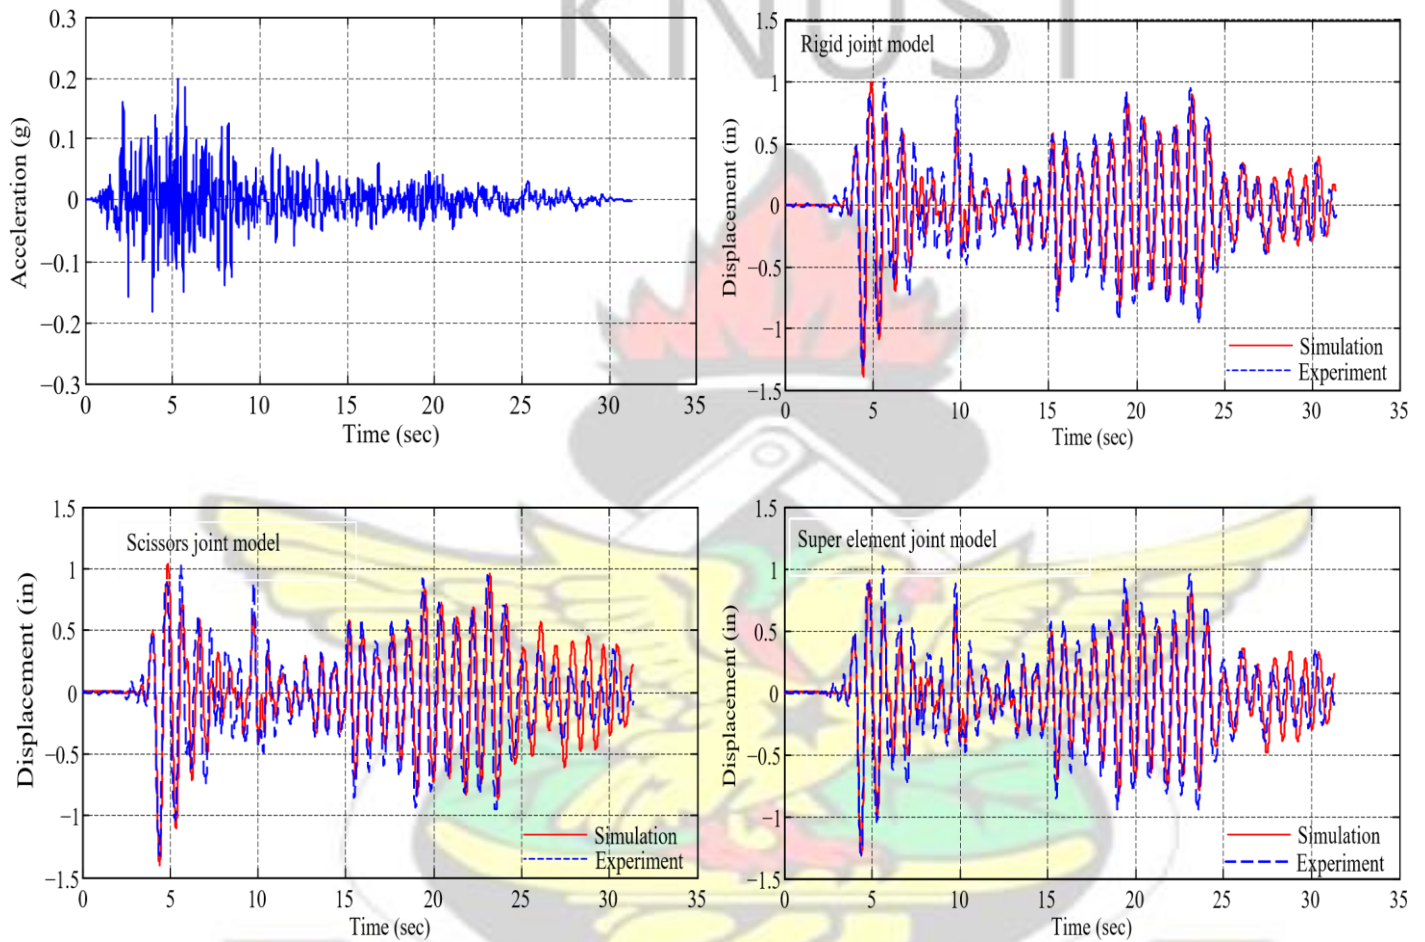 KNUST
0.3
0.2
0.1
0
−0.1
−0.2
−0.3
Acceleration (g)
0 5 10 15 20 25 30 35
Time (sec)
1.5
1
0.5
0
−0.5
−1
−1.5
Displacement (in)
Rigid joint model
Simulation
Experiment
0 5 10 15 20 25 30 35
Time (sec)
1.5
1
0.5
0
−0.5
−1
−1.5
Displacement (in)
Scissors joint model
Simulation
Experiment
0 5 10 15 20 25 30 35
Time (sec)
1.5
1
0.5
0
−0.5
−1
−1.5
Displacement (in)
Super element joint model
Simulation
Experiment
0 5 10 15 20 25 30 35
Time (sec)